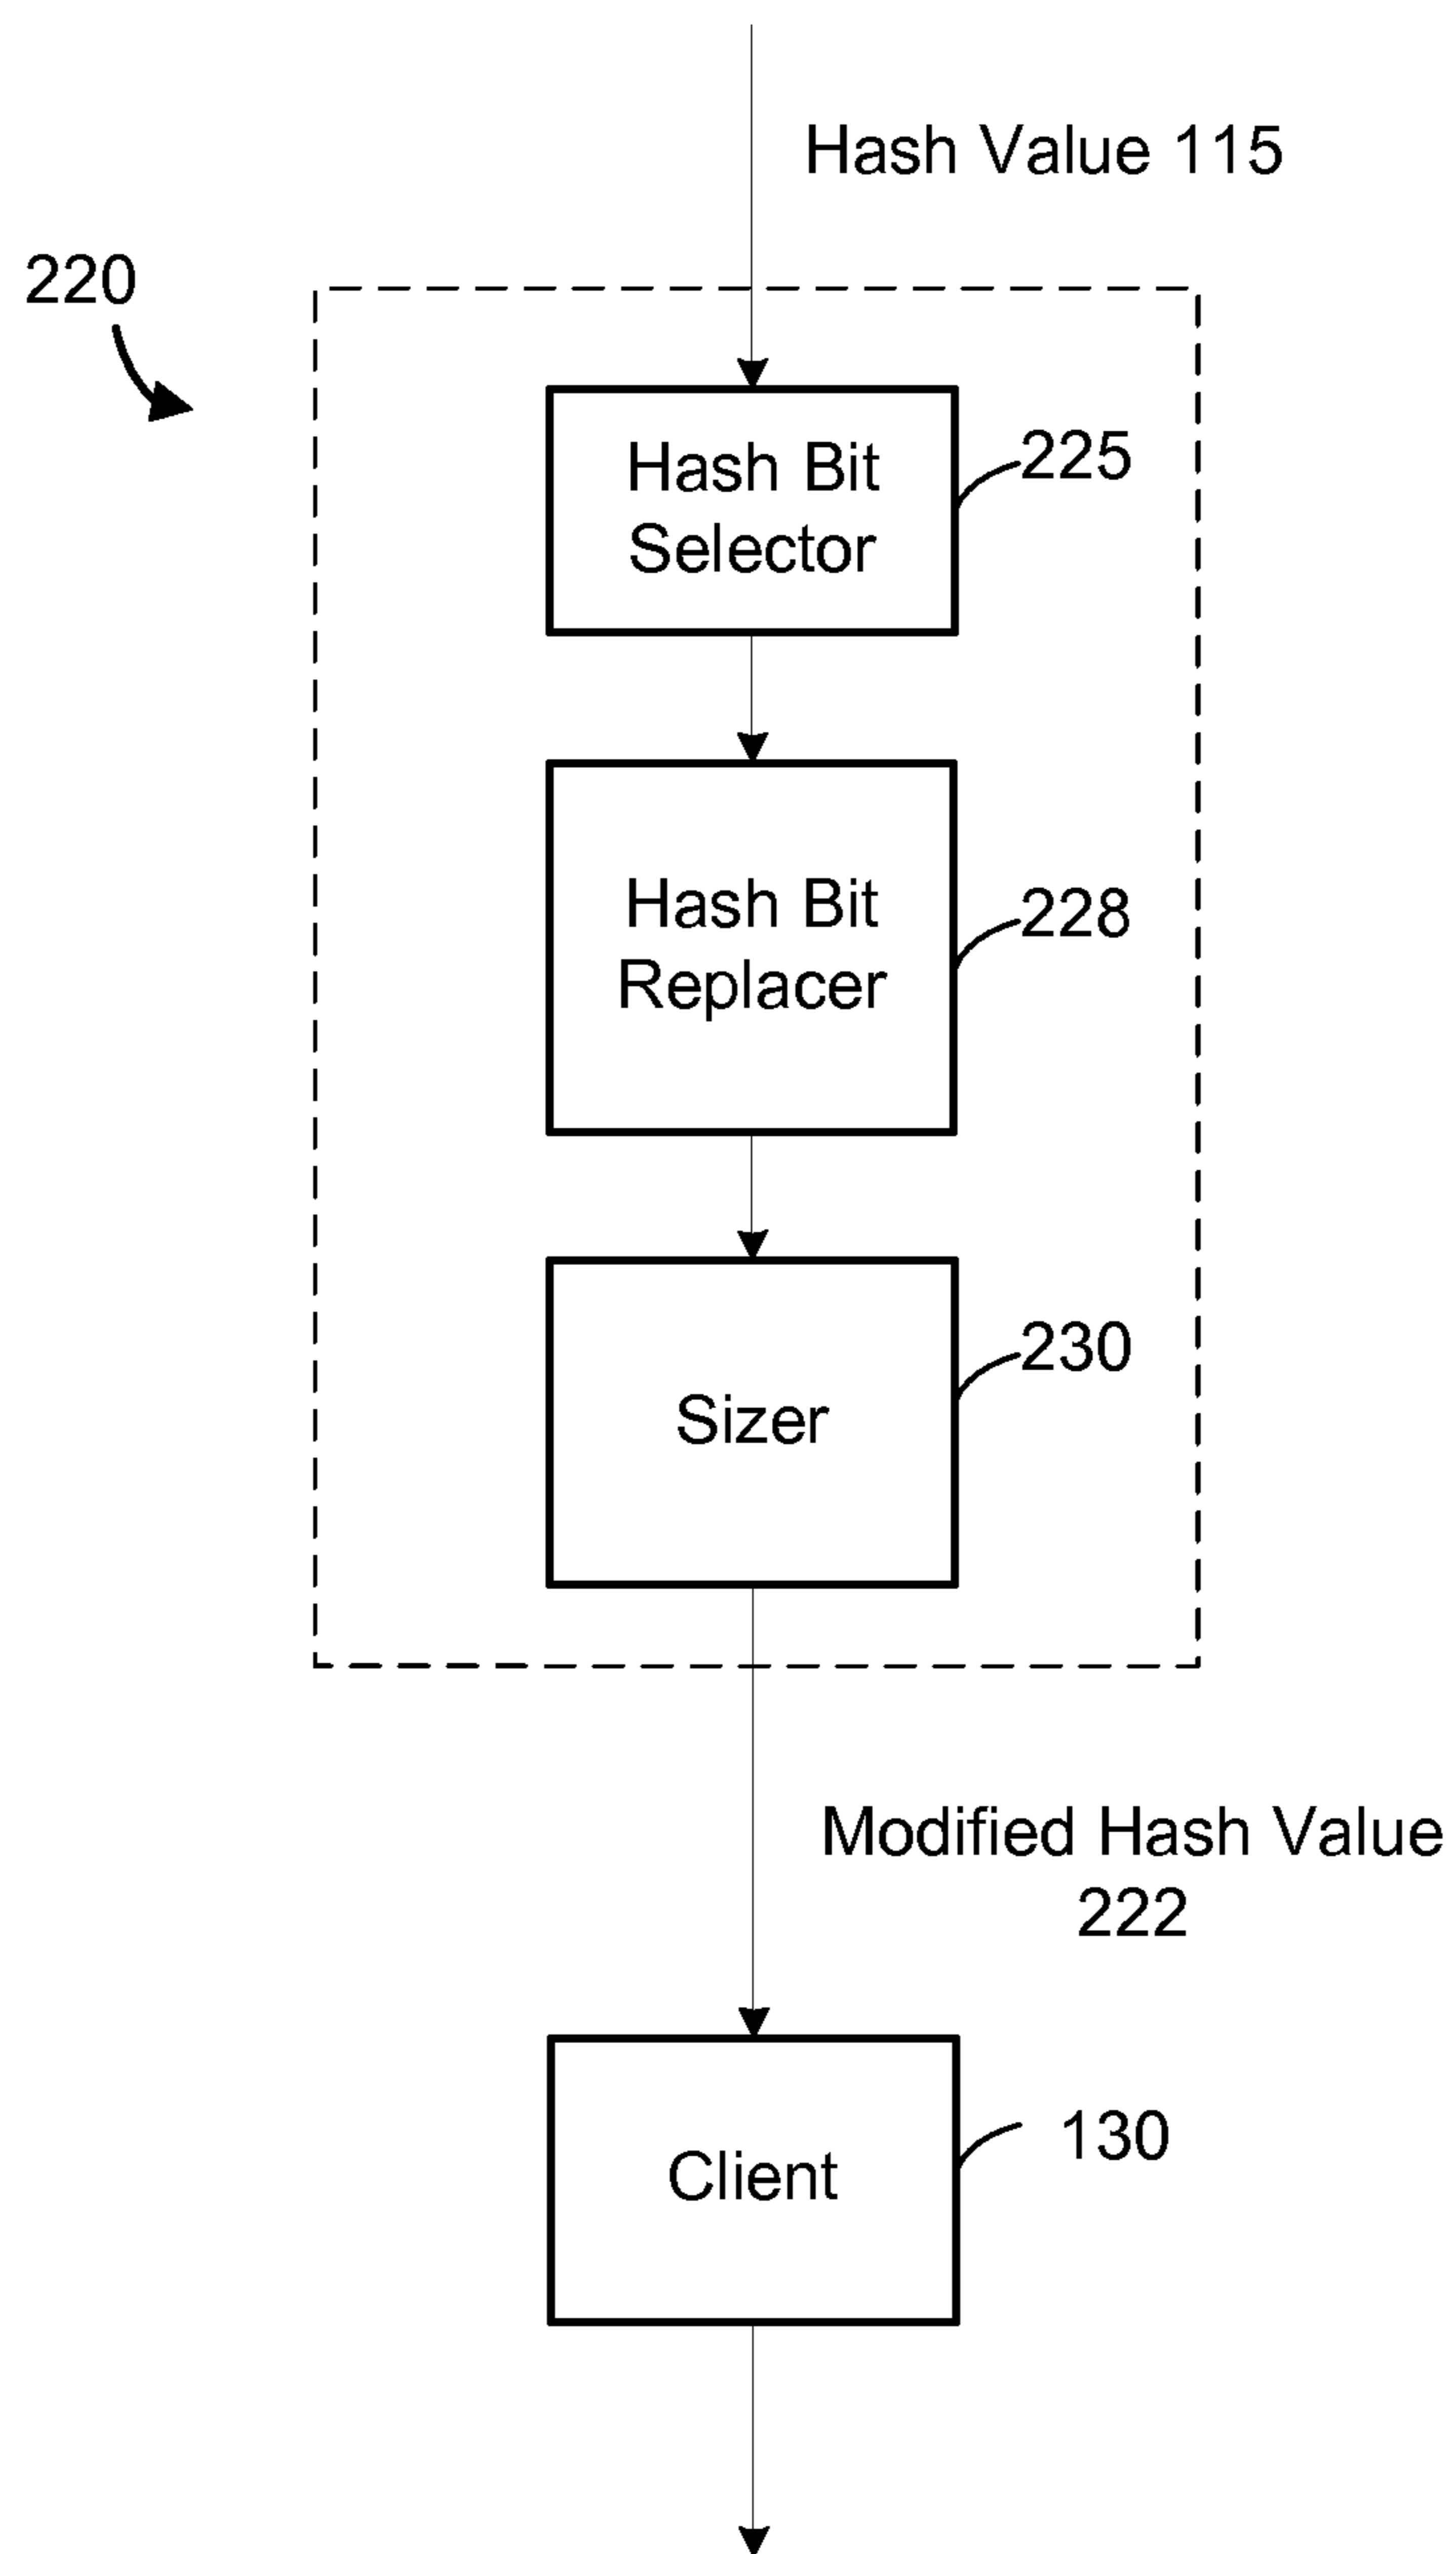 Hash Value 115
220
Hash Bit
Selector
225
Hash Bit
Replacer
228
Sizer
230
Modified Hash Value
222
Client
130